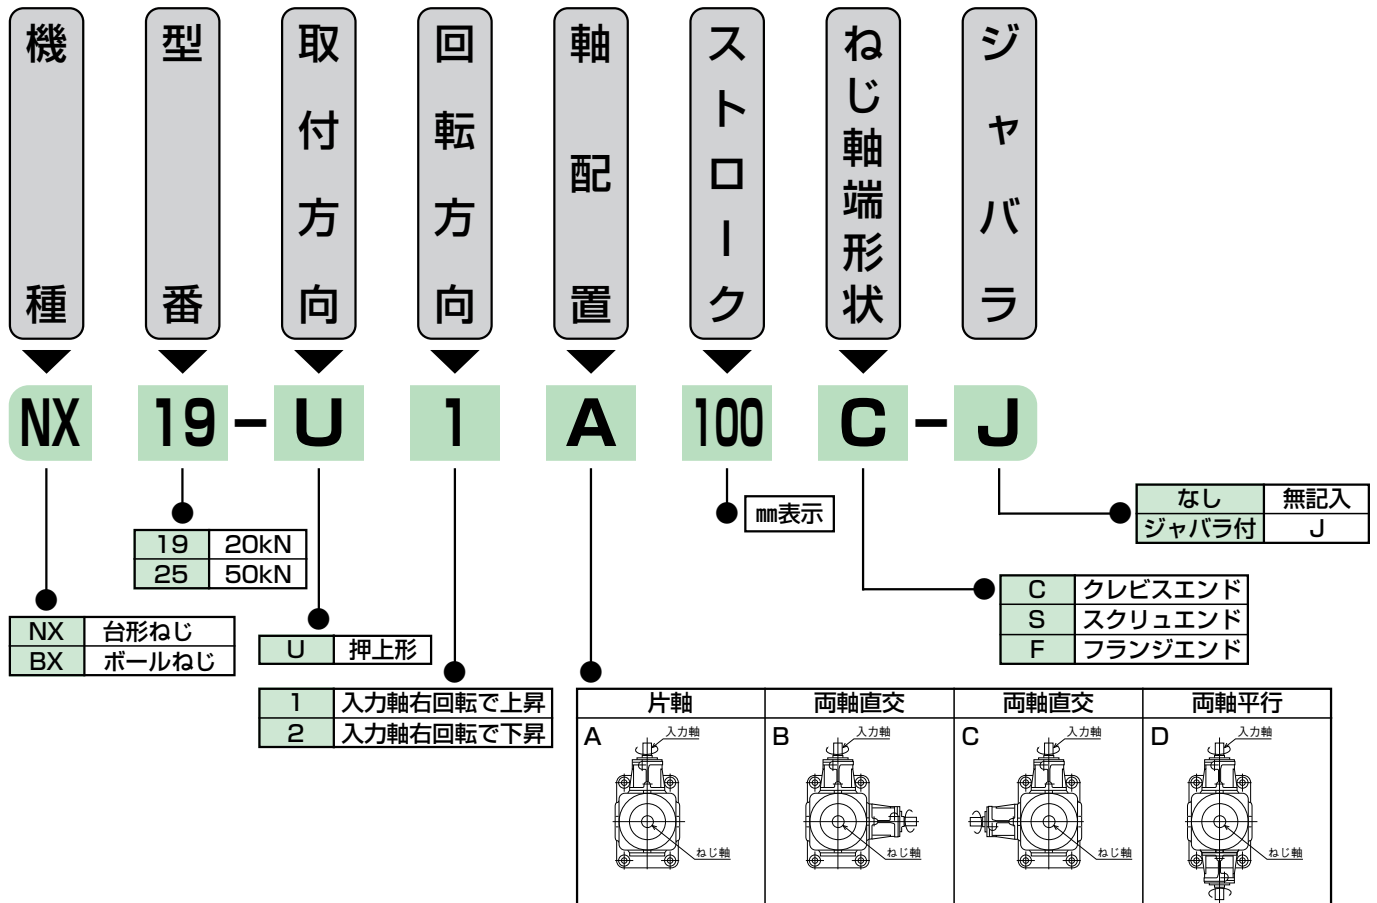 機種
型番
取付方向
回転方向
軸配置
ストローク
ねじ軸端形状
ジャバラ
NX 19-U 1 A 100 C-J
19 20kN
25 50kN
NX 台形ねじ
BX ボールねじ
U 押上形
1 入力軸右回転で上昇
2 入力軸右回転で下昇
㎜表示
なし 無記入
ジャバラ付 J
C クレビスエンド
S スクリュエンド
F フランジエンド
片軸 両軸直交 両軸直交 両軸平行
A 入力軸 B 入力軸 C 入力軸 D 入力軸
ねじ軸 ねじ軸 ねじ軸 ねじ軸